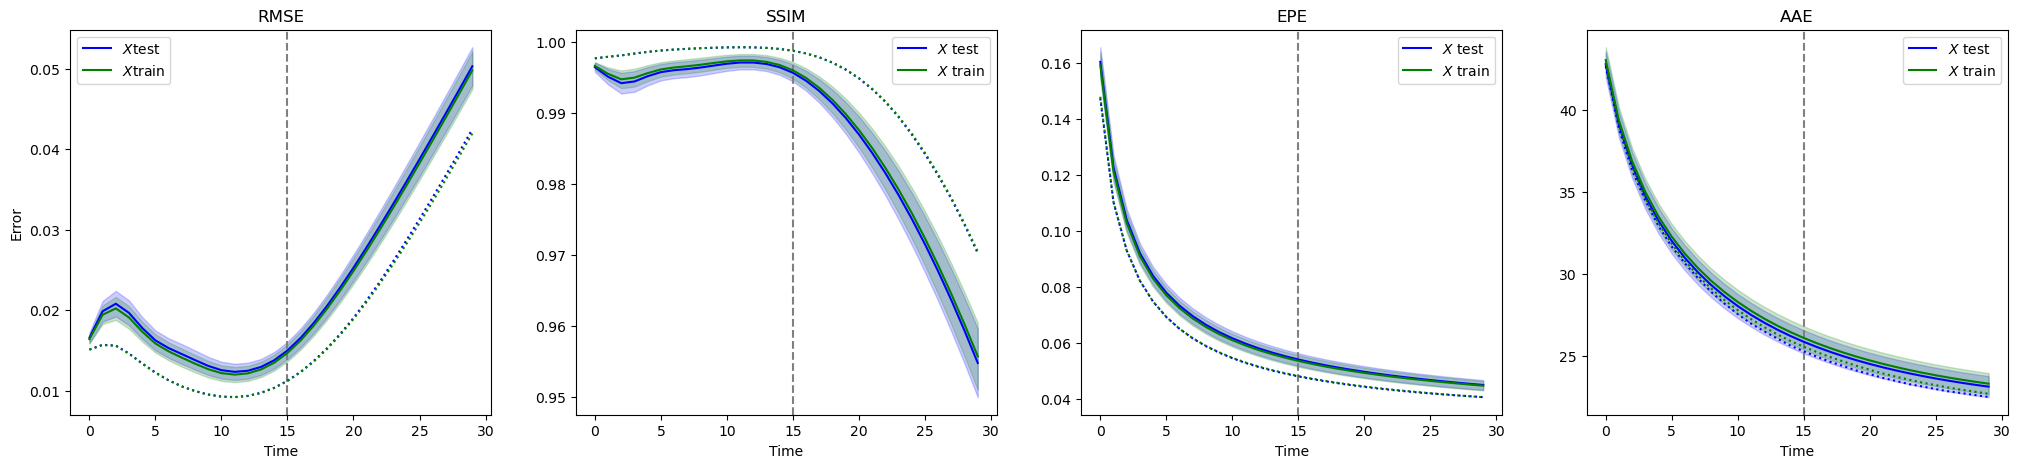 RMSE
Error
0.05
0.04
0.03
0.02
0.01
0 5 10 15 20 25 30
Time
Xtest
Xtrain
SSIM
1.00
0.99
0.98
0.97
0.96
0.95
0 5 10 15 20 25 30
Time
X test
X train
EPE
0.16
0.14
0.12
0.10
0.08
0.06
0.04
0 5 10 15 20 25 30
Time
X test
X train
AAE
40
35
30
25
0 5 10 15 20 25 30
Time
X test
X train